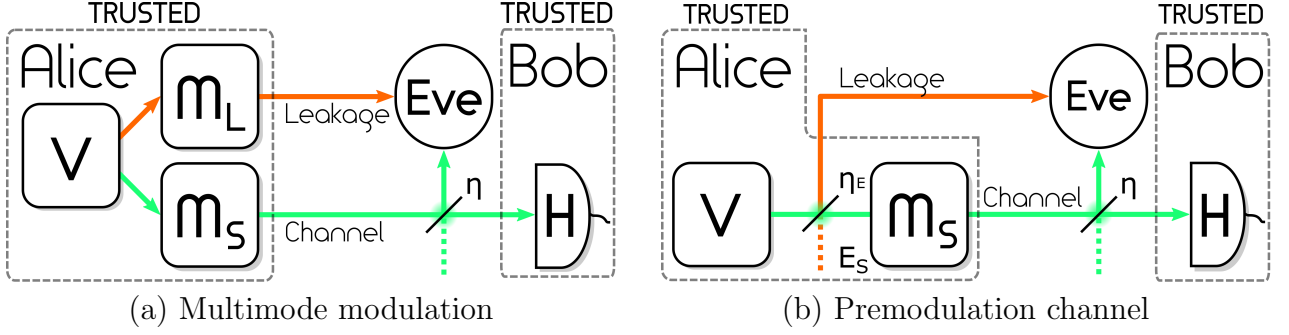 TRUSTED
TRUSTED
Alice
Bob
V
m_L
m_S
Leakage
Channel
Eve
η
H
(a) Multimode modulation
TRUSTED
TRUSTED
Alice
Bob
Leakage
Eve
V
η_E
E_S
m_S
Channel
η
H
(b) Premodulation channel